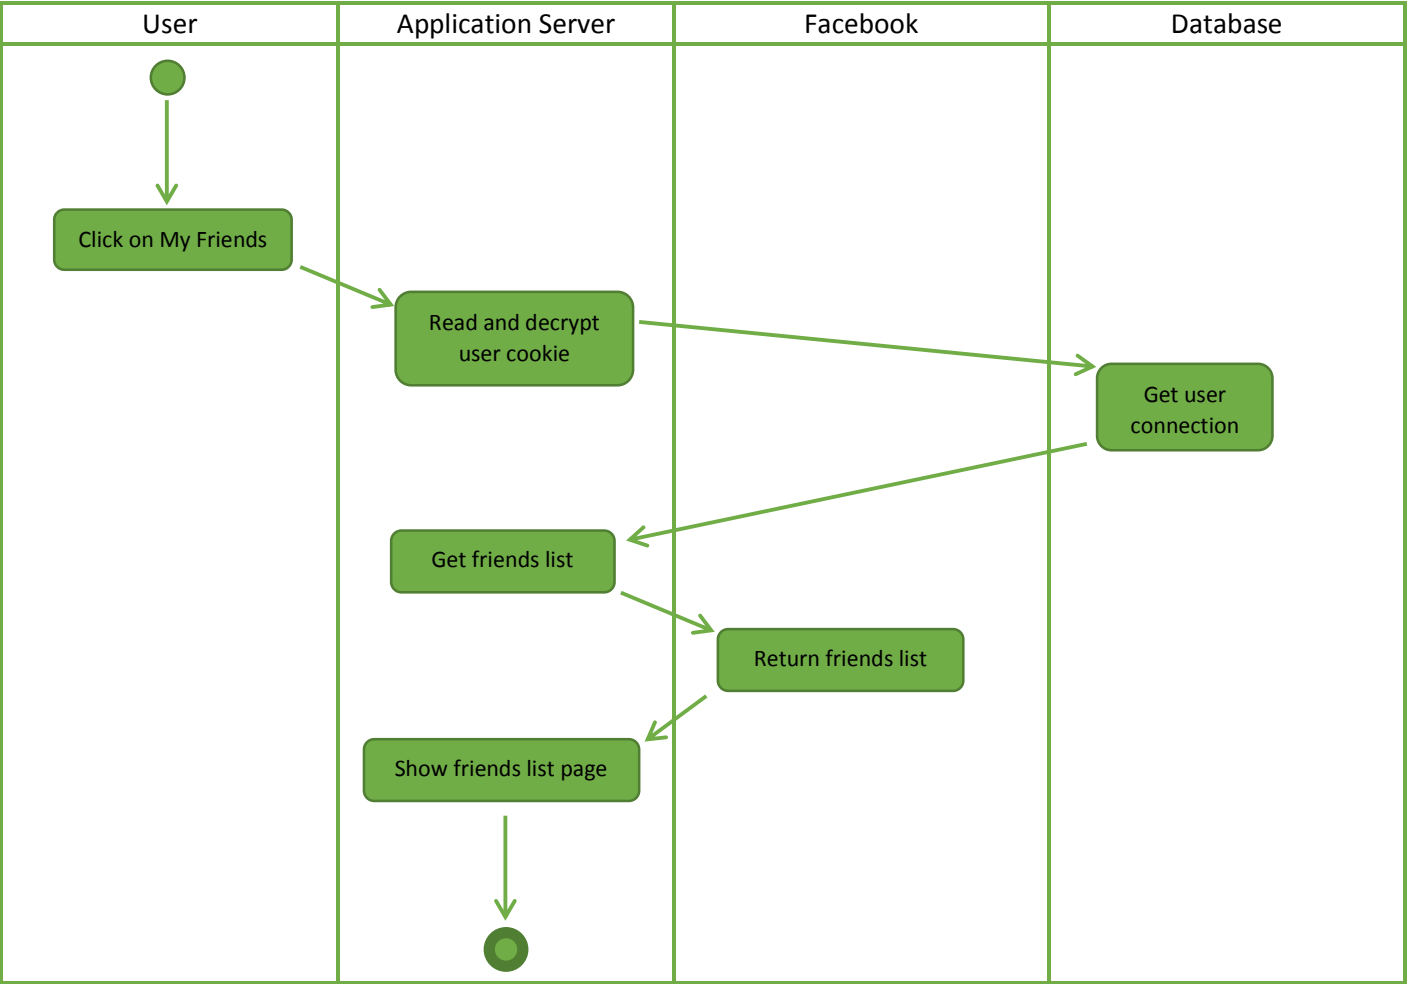 User
Application Server
Facebook
Database
Click on My Friends
Read and decrypt
user cookie
Get user
connection
Get friends list
Return friends list
Show friends list page